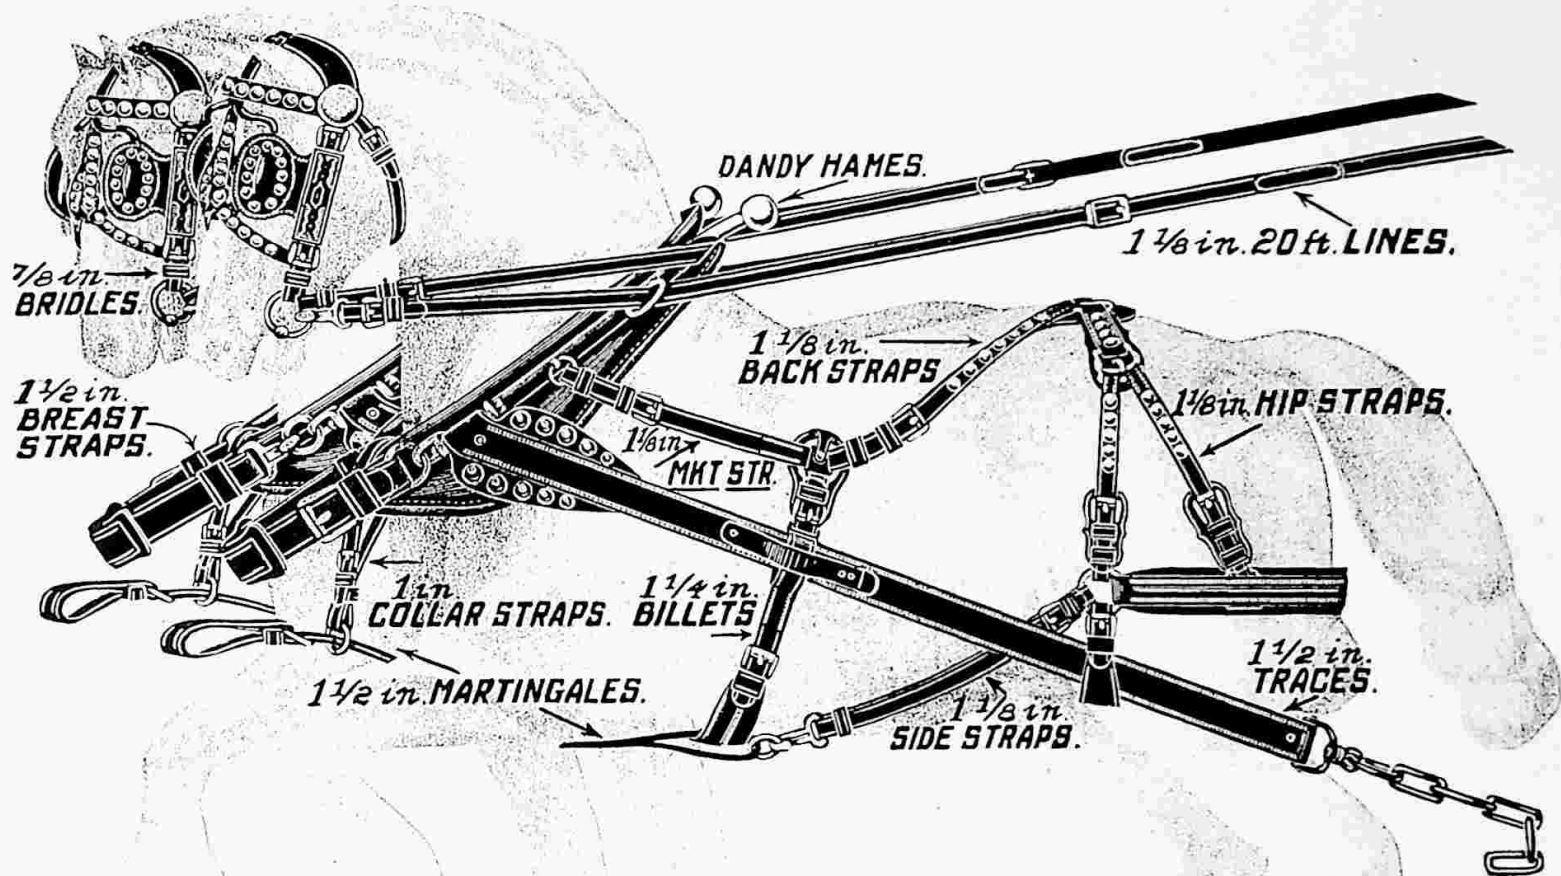 DANDY HAMES.
1 1/8 in. 20 ft. LINES.
7/8 in.
BRIDLES.
1 1/8 in.
BACK STRAPS
1 1/2 in.
BREAST
STRAPS.
1 1/8 in. HIP STRAPS.
1 1/8 in
MKT STR.
1 in
COLLAR STRAPS.
1 1/4 in.
BILLETS
1 1/2 in. MARTINGALES.
1 1/8 in.
SIDE STRAPS.
1 1/2 in.
TRACES.